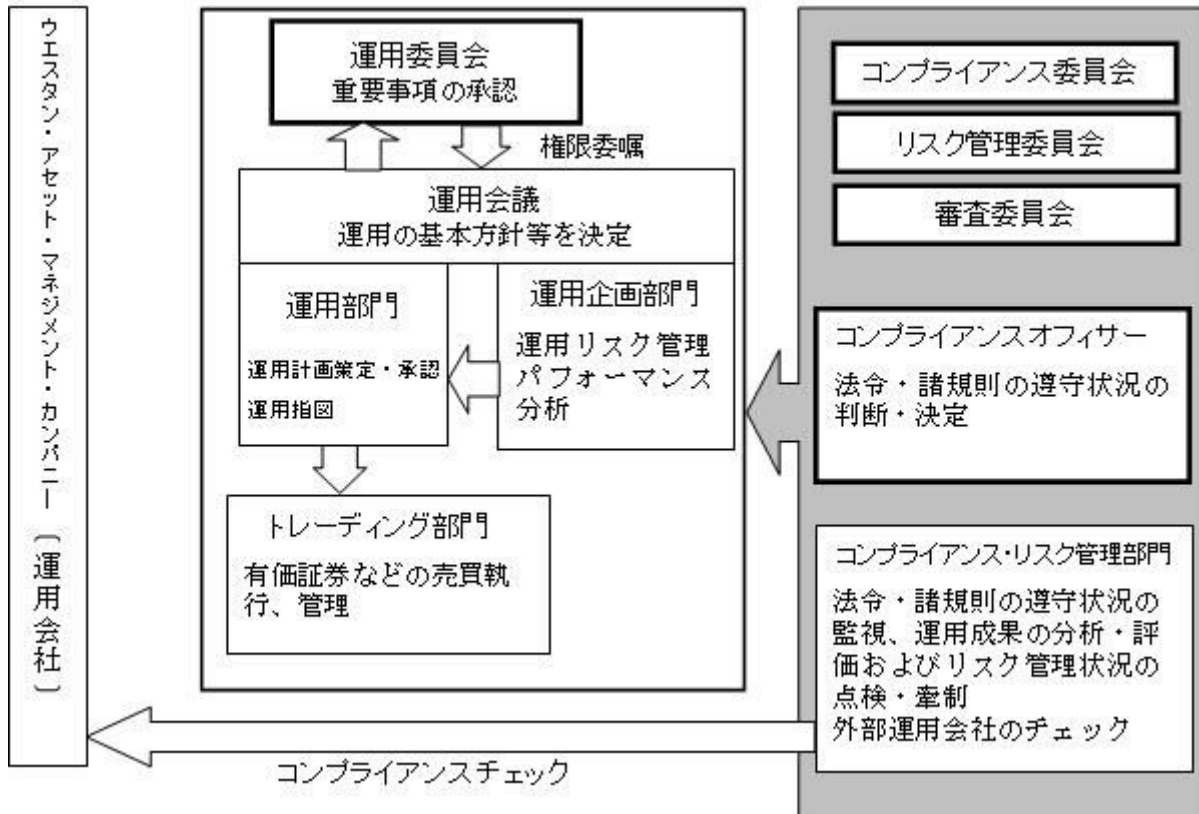 ウエスタン・アセット・マネジメント・カンパニー〔運用会社〕
運用委員会
重要事項の承認
権限委嘱
運用会議
運用の基本方針等を決定
運用部門
運用計画策定・承認
運用指図
運用企画部門
運用リスク管理
パフォーマンス
分析
トレーディング部門
有価証券などの売買執
行、管理
コンプライアンス委員会
リスク管理委員会
審査委員会
コンプライアンスオフィサー
法令・諸規則の遵守状況の
判断・決定
コンプライアンス・リスク管理部門
法令・諸規則の遵守状況の
監視、運用成果の分析・評
価およびリスク管理状況の
点検・牽制
外部運用会社のチェック
コンプライアンスチェック